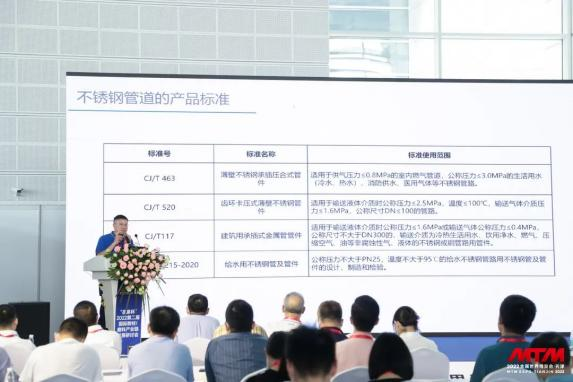 不锈钢管道的产品标准
标准号 标准名称 标准使用范围
CJ/T 463 薄壁不锈钢承插压合式管件 适用于供气压力≤0.8MPa的室内燃气管道，公称压力≤3.0MPa的生活用水
（冷水、热水）、消防供水、医用气体等不锈钢管路。
CJ/T 520 齿环卡压式薄壁不锈钢管件 适用于输送液体介质时公称压力≤2.5MPa，温度≤100℃，输送气体介质压
力≤1.6MPa，公称尺寸DN≤100的管路。
CJ/T117 建筑用承插式金属管管件 适用于输送液体介质时公称压力≤1.6MPa或输送气体公称压力≤0.4MPa，
公称尺寸不大于DN300的，输送介质为冷热生活用水、饮用净水、燃气、压
缩空气、油等非腐蚀性气、液体的不锈钢或铜管路用管件。
215-2020 给水用不锈钢管及管件 公称压力不大于PN25，温度不大于95℃的给水不锈钢管路用不锈钢管及管
件的设计、制造和检验。
2022第二届
MTM
2022
MTM EXPO TIANJIN 2022